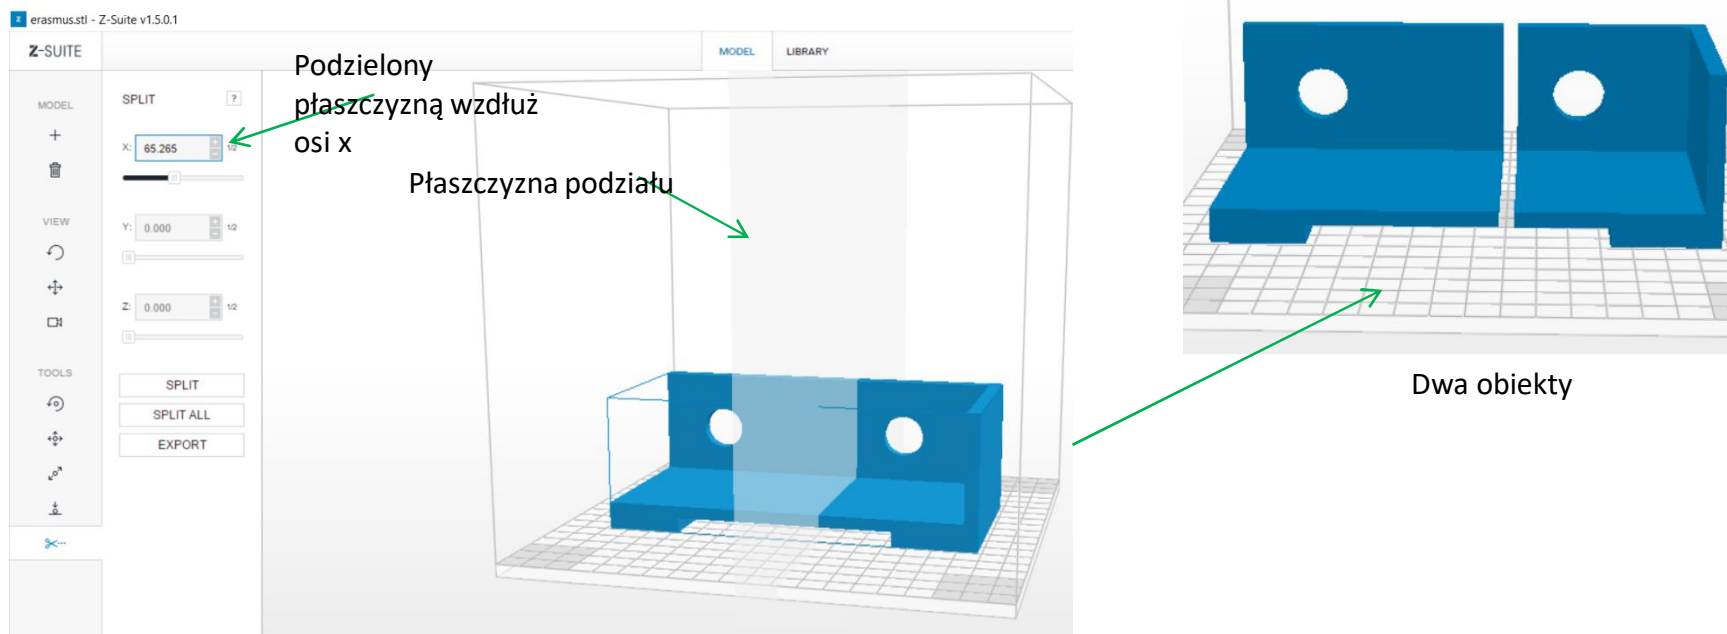 erasmus.stl - Z-Suite v1.5.0.1
Z-SUITE
MODEL
LIBRARY
MODEL
VIEW
TOOLS
SPLIT
?
X: 65.265 1/2
Y: 0.000 1/2
Z: 0.000 1/2
SPLIT
SPLIT ALL
EXPORT
Podzielony
płaszczyzną wzdłuż
osi x
Płaszczyzna podziału
Dwa obiekty